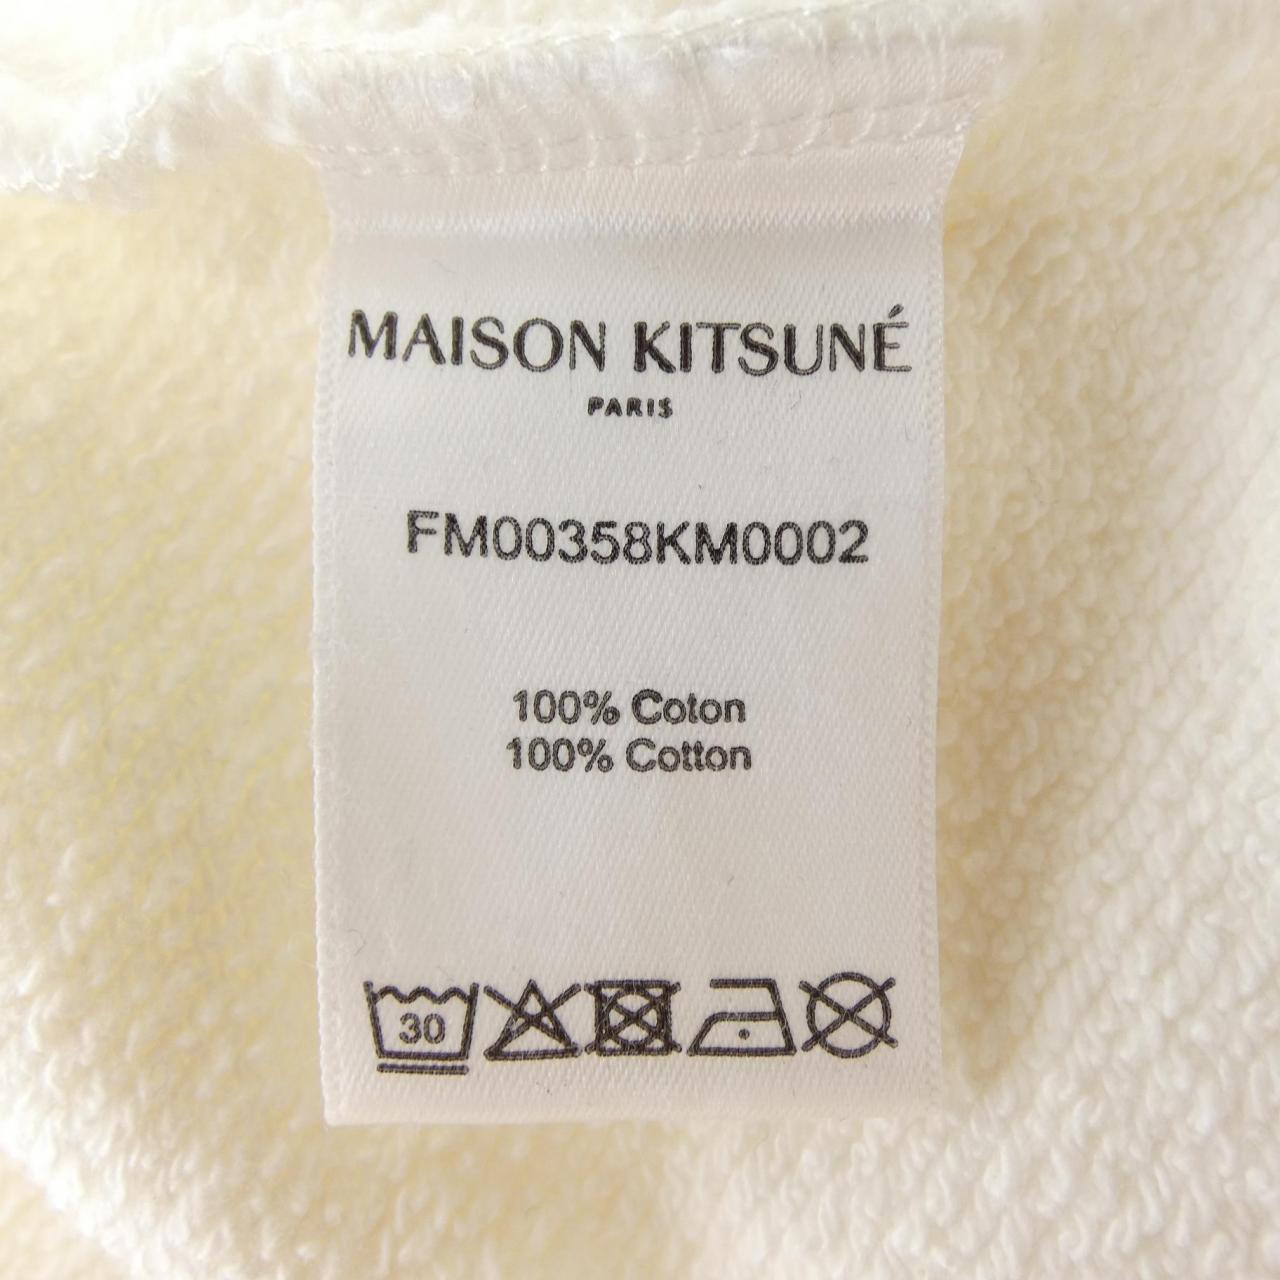 MAISON KITSUNÉ
PARIS
FM00358KM0002
100% Coton
100% Cotton
30